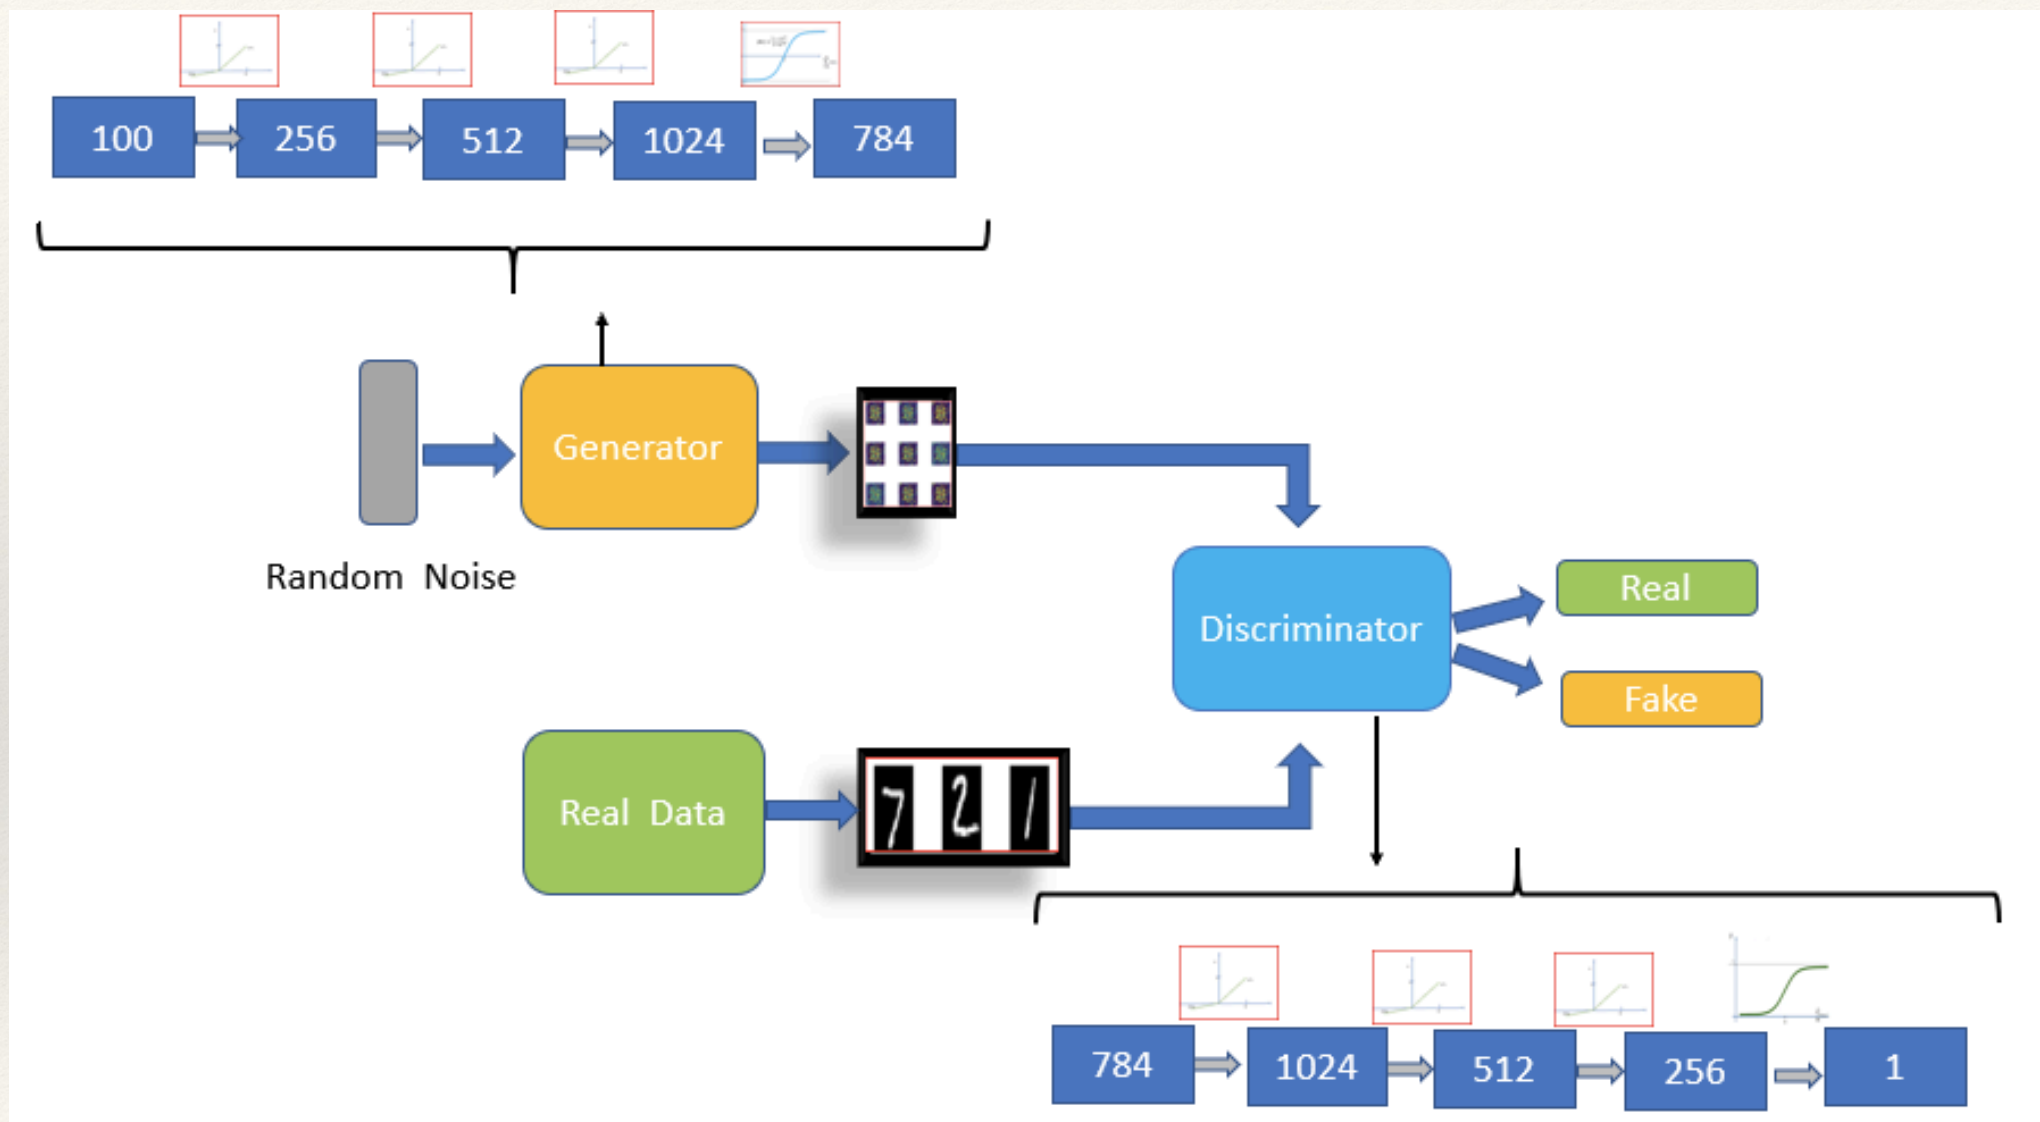 100
256
512
1024
784
Generator
Random Noise
Discriminator
Real
Fake
Real Data
7 2 1
784
1024
512
256
1